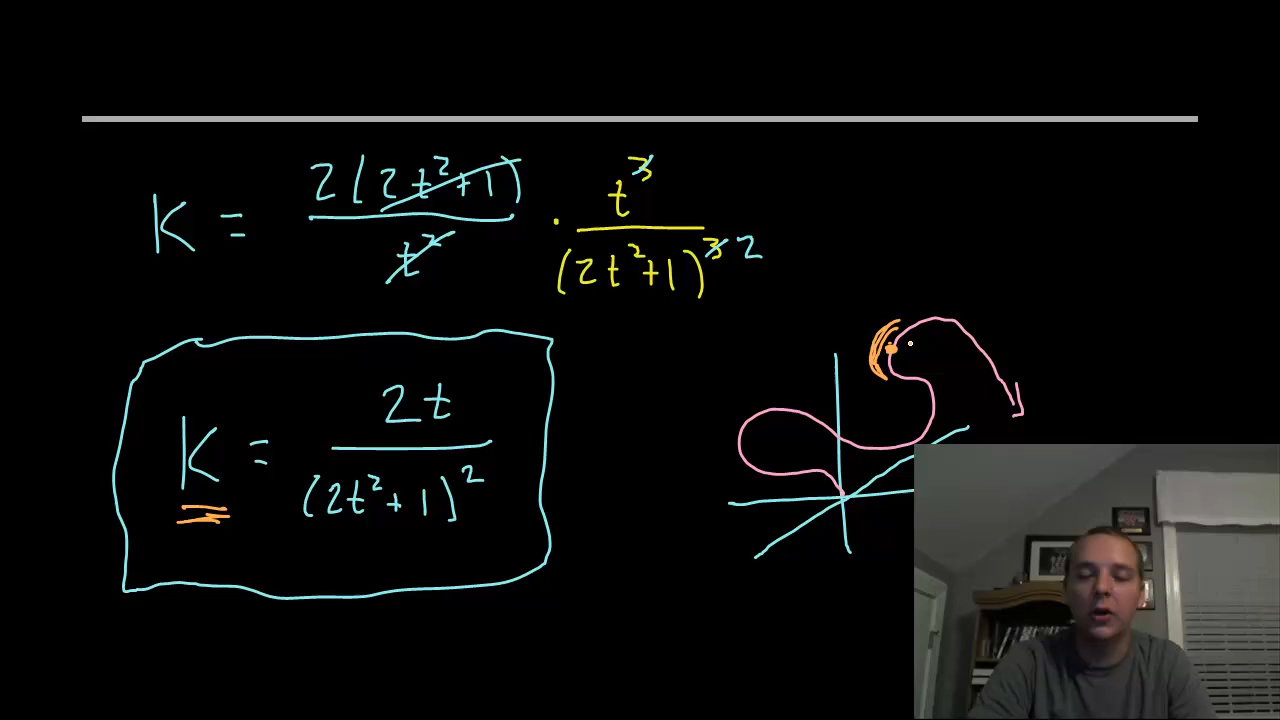 K = 2(2t²+1)/t² · t³/(2t²+1)³ 2
K = 2t/(2t²+1)²